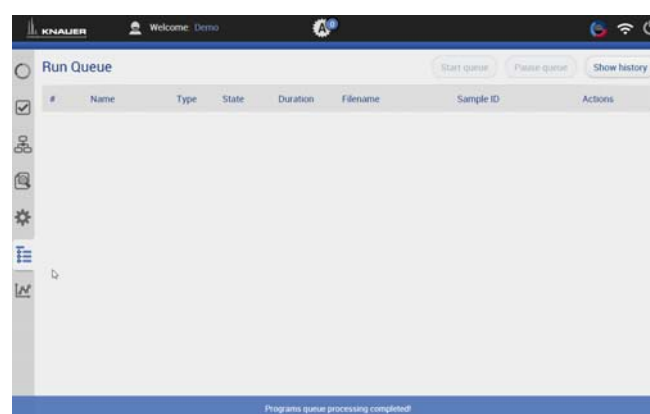 KNAUER Welcome: Demo A 0
Run Queue Start queue Pause queue Show history
# Name Type State Duration Filename Sample ID Actions
Programs queue processing completed!